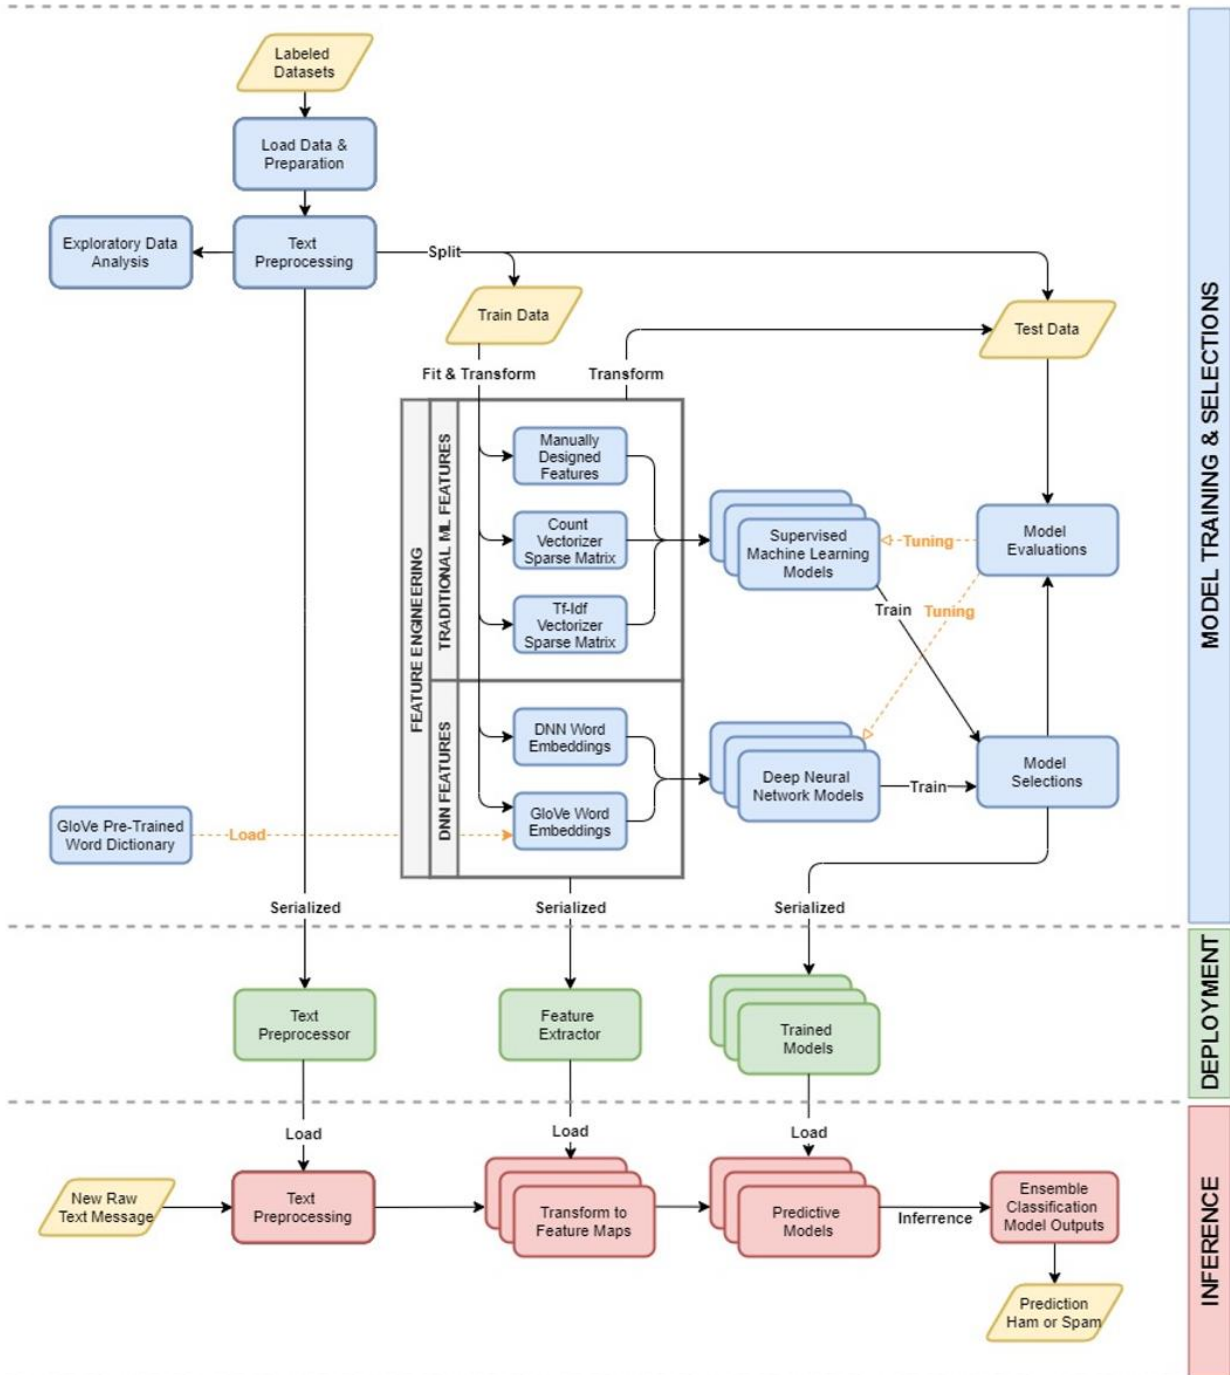 Labeled
Datasets
Load Data &
Preparation
Exploratory Data
Analysis
Text
Preprocessing
Split
Train Data
Test Data
Fit & Transform
Transform
FEATURE ENGINEERING
TRADITIONAL ML FEATURES
Manually
Designed
Features
Count
Vectorizer
Sparse Matrix
Tf-Idf
Vectorizer
Sparse Matrix
Supervised
Machine Learning
Models
Tuning
Model
Evaluations
Train
Tuning
DNN FEATURES
DNN Word
Embeddings
GloVe Word
Embeddings
Deep Neural
Network Models
Train
Model
Selections
GloVe Pre-Trained
Word Dictionary
Load
Serialized
Serialized
Serialized
MODEL TRAINING & SELECTIONS
Text
Preprocessor
Feature
Extractor
Trained
Models
DEPLOYMENT
Load
Load
Load
New Raw
Text Message
Text
Preprocessing
Transform to
Feature Maps
Predictive
Models
Inferrence
Ensemble
Classification
Model Outputs
Prediction
Ham or Spam
INFERENCE